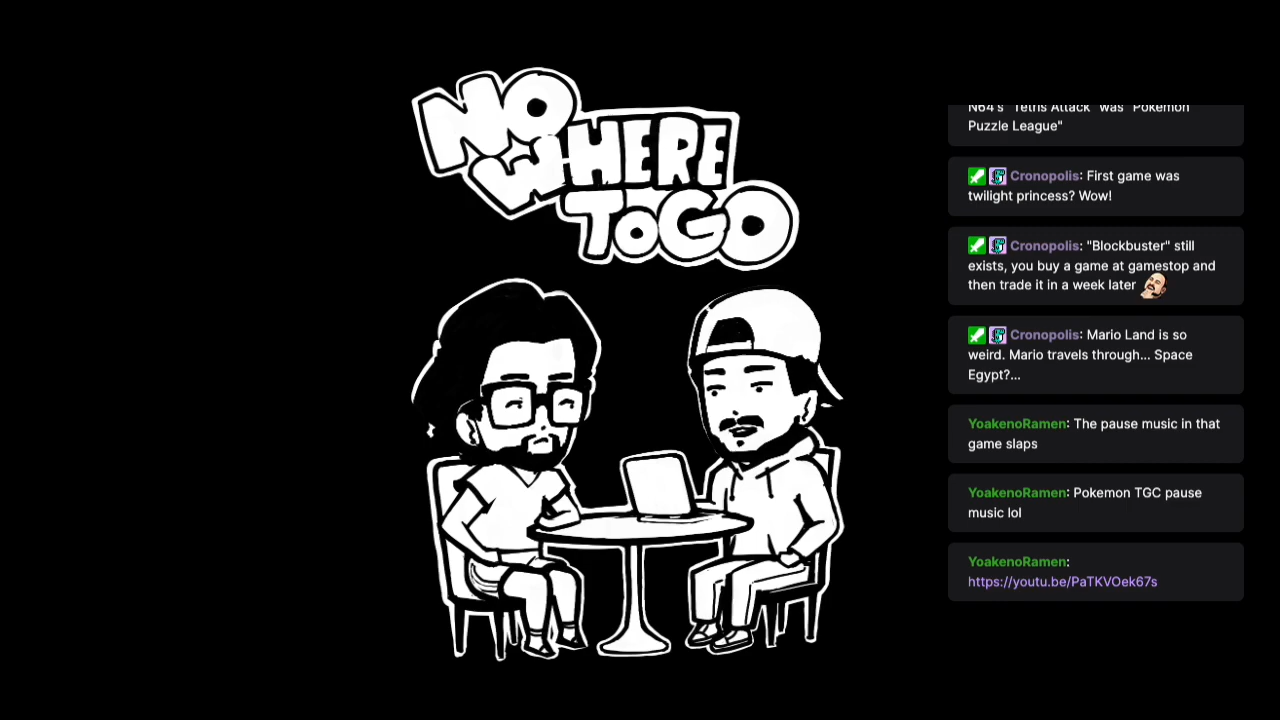 NO
WHERE
TO GO
N64's "Tetris Attack" was "Pokemon
Puzzle League"
Cronopolis: First game was
twilight princess? Wow!
Cronopolis: "Blockbuster" still
exists, you buy a game at gamestop and
then trade it in a week later
Cronopolis: Mario Land is so
weird. Mario travels through... Space
Egypt?...
YoakenoRamen: The pause music in that
game slaps
YoakenoRamen: Pokemon TGC pause
music lol
YoakenoRamen:
https://youtu.be/PaTKVOek67s